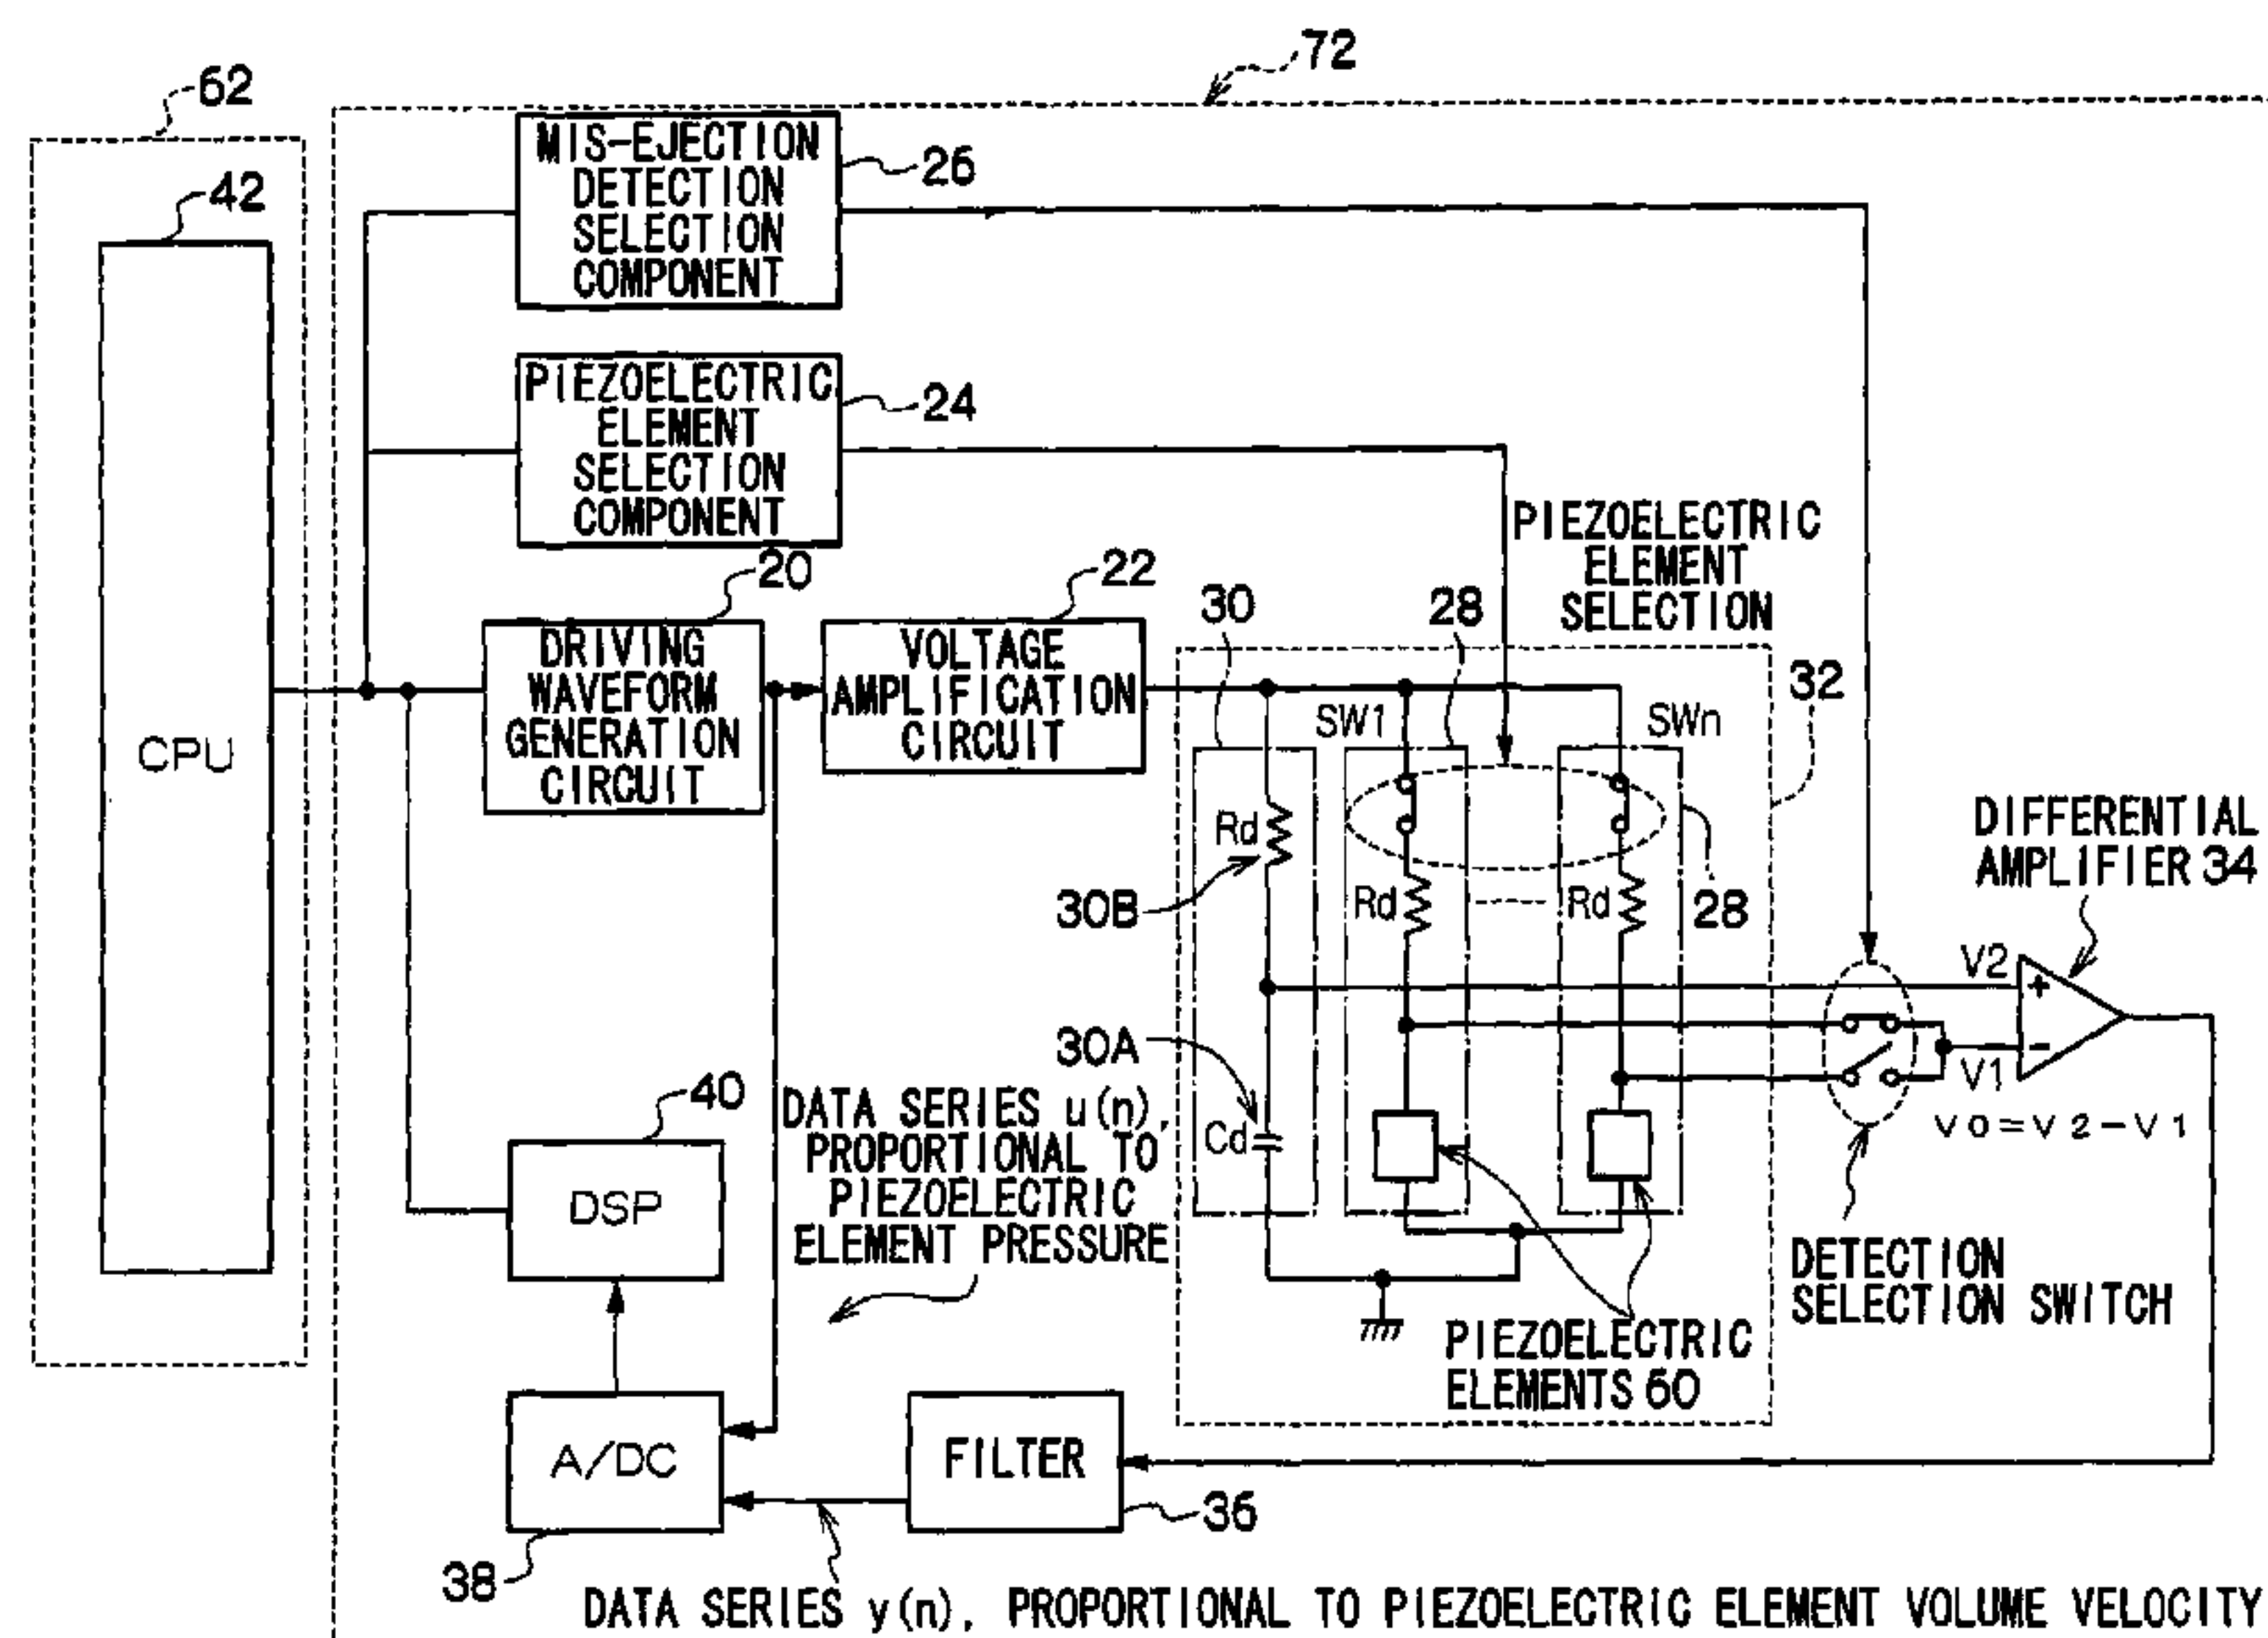 72
62
42
CPU
MIS-EJECTION
DETECTION
SELECTION
COMPONENT
26
PIEZOELECTRIC
ELEMENT
SELECTION
COMPONENT
24
20
DRIVING
WAVEFORM
GENERATION
CIRCUIT
22
VOLTAGE
AMPLIFICATION
CIRCUIT
PIEZOELECTRIC
ELEMENT
SELECTION
30
28
SW1
SWn
32
Rd
30B
Rd
Rd
28
DIFFERENTIAL
AMPLIFIER 34
V2
+
-
V1
V0=V2-V1
30A
Cd
40
DSP
DATA SERIES u(n),
PROPORTIONAL TO
PIEZOELECTRIC
ELEMENT PRESSURE
DETECTION
SELECTION SWITCH
PIEZOELECTRIC
ELEMENTS 60
A/DC
38
FILTER
36
DATA SERIES y(n), PROPORTIONAL TO PIEZOELECTRIC ELEMENT VOLUME VELOCITY